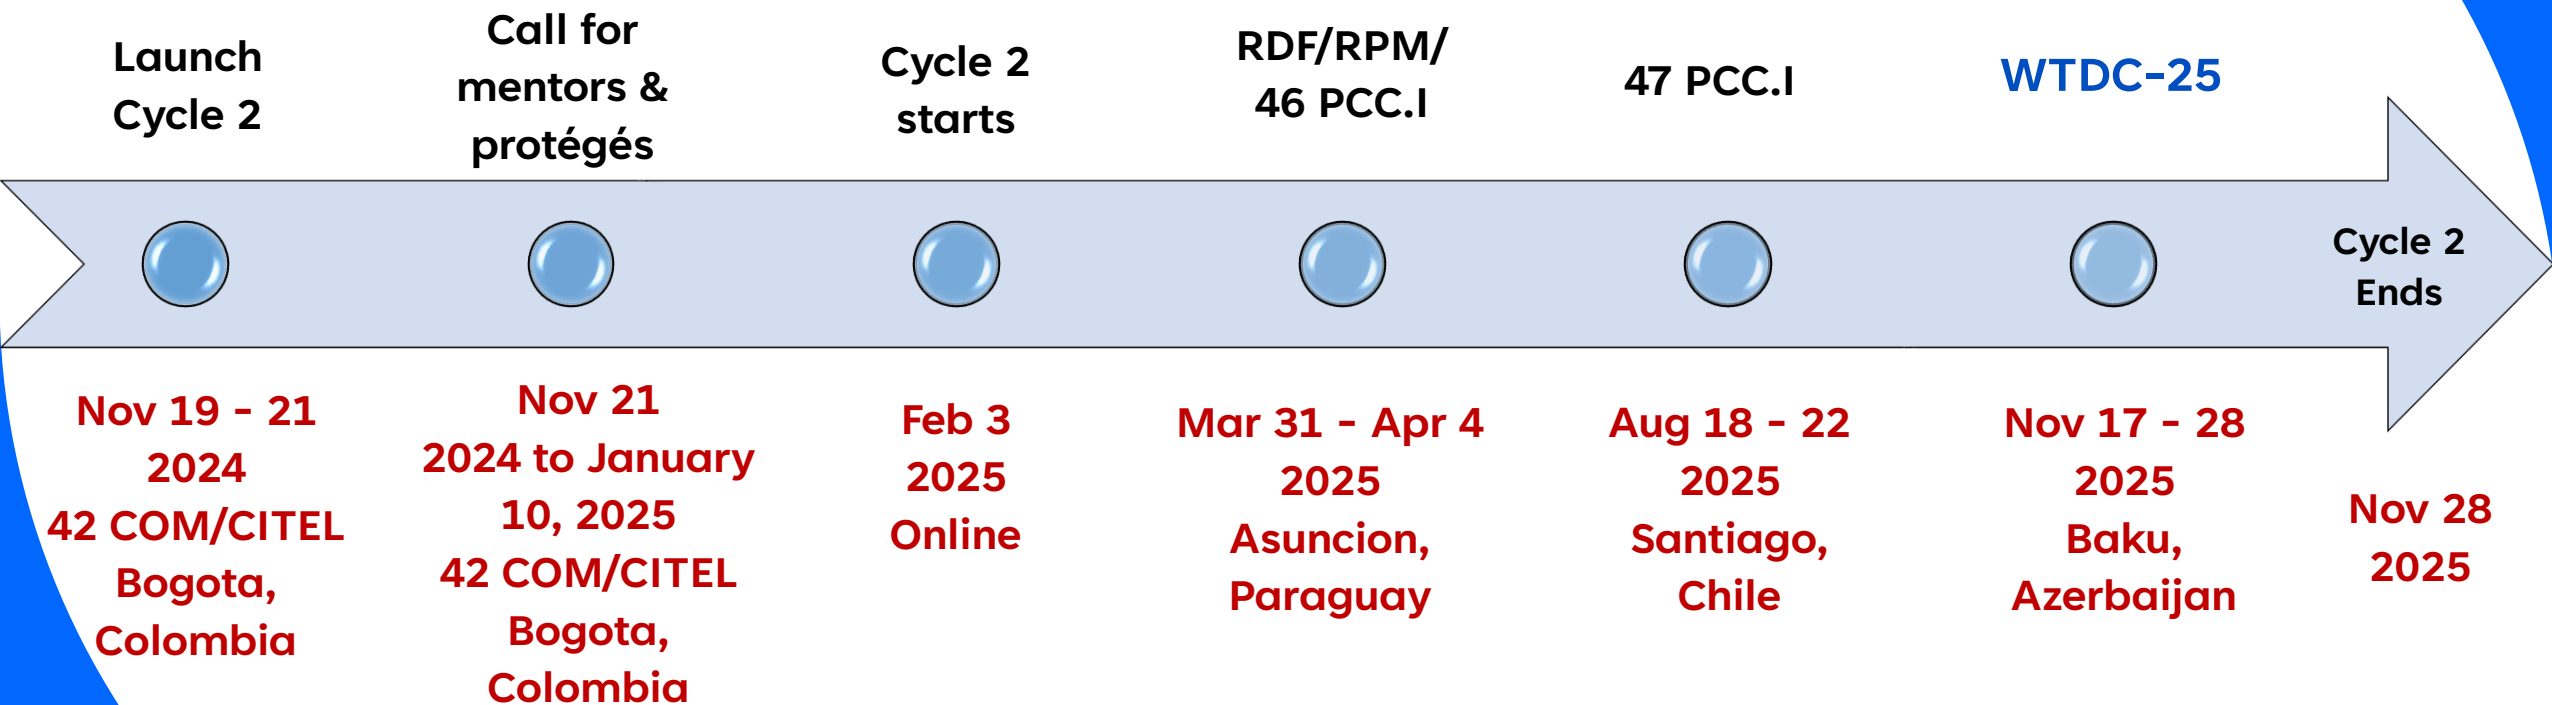 Launch
Cycle 2
Call for
mentors &
protégés
Cycle 2
starts
RDF/RPM/
46 PCC.I
47 PCC.I
WTDC-25
Cycle 2
Ends
Nov 19 - 21
2024
42 COM/CITEL
Bogota,
Colombia
Nov 21
2024 to January
10, 2025
42 COM/CITEL
Bogota,
Colombia
Feb 3
2025
Online
Mar 31 - Apr 4
2025
Asuncion,
Paraguay
Aug 18 - 22
2025
Santiago,
Chile
Nov 17 - 28
2025
Baku,
Azerbaijan
Nov 28
2025